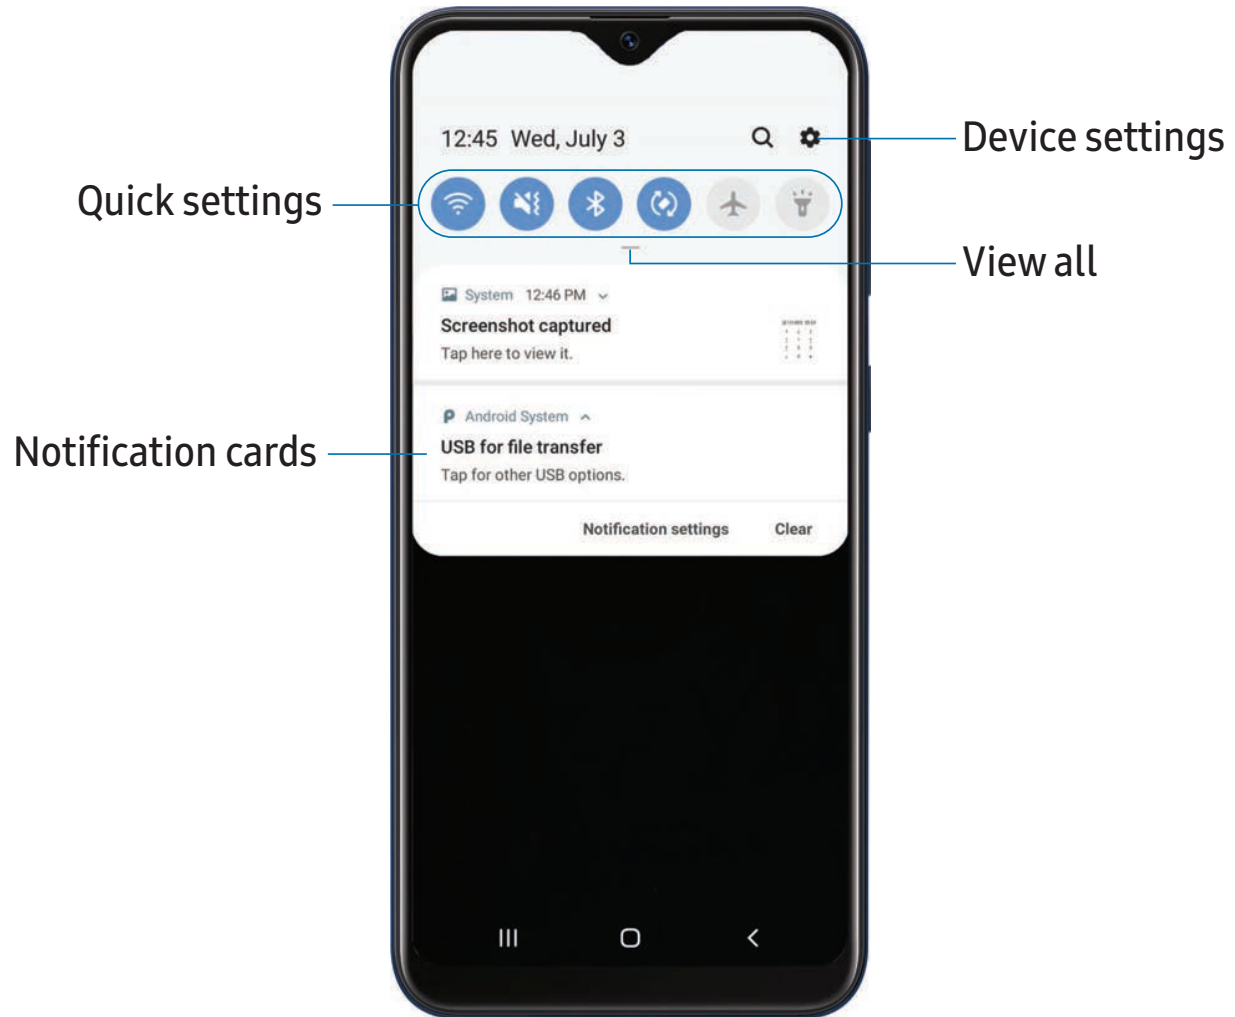 12:45 Wed, July 3
Device settings
Quick settings
View all
System 12:46 PM
Screenshot captured
Tap here to view it.
Android System
Notification cards
USB for file transfer
Tap for other USB options.
Notification settings Clear